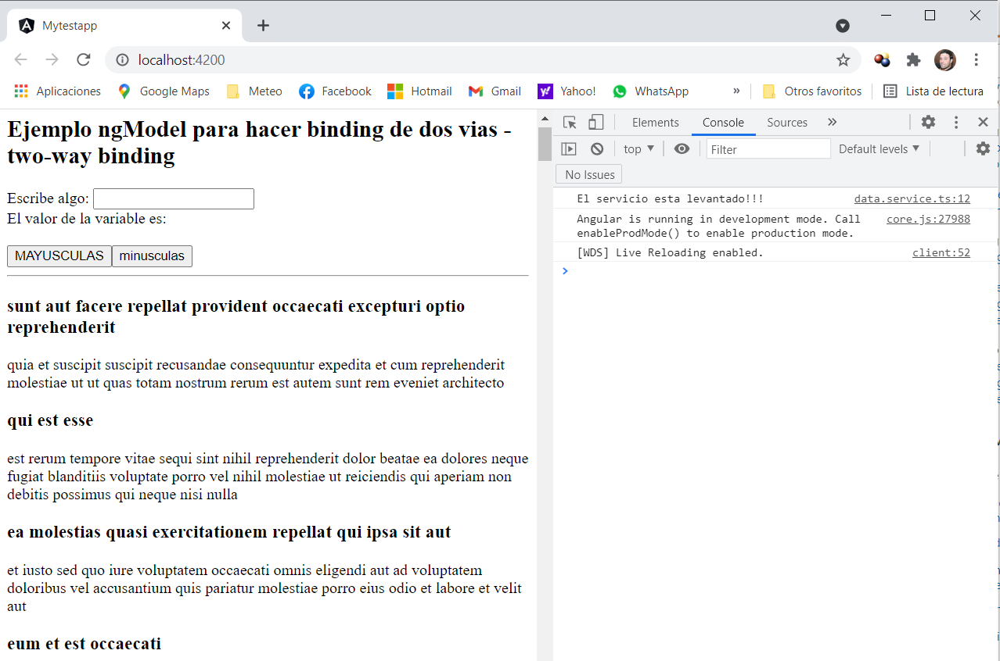 Mytestapp
localhost:4200
Aplicaciones Google Maps Meteo Facebook Hotmail Gmail Yahoo! WhatsApp » Otros favoritos Lista de lectura
Ejemplo ngModel para hacer binding de dos vias -
two-way binding
Escribe algo:
El valor de la variable es:
MAYUSCULAS minusculas
sunt aut facere repellat provident occaecati excepturi optio
reprehenderit
quia et suscipit suscipit recusandae consequuntur expedita et cum reprehenderit
molestiae ut ut quas totam nostrum rerum est autem sunt rem eveniet architecto
qui est esse
est rerum tempore vitae sequi sint nihil reprehenderit dolor beatae ea dolores neque
fugiat blanditiis voluptate porro vel nihil molestiae ut reiciendis qui aperiam non
debitis possimus qui neque nisi nulla
ea molestias quasi exercitationem repellat qui ipsa sit aut
et iusto sed quo iure voluptatem occaecati omnis eligendi aut ad voluptatem
doloribus vel accusantium quis pariatur molestiae porro eius odio et labore et velit
aut
eum et est occaecati
Elements Console Sources »
top Filter Default levels
No Issues
El servicio esta levantado!!! data.service.ts:12
Angular is running in development mode. Call core.js:27988
enableProdMode() to enable production mode.
[WDS] Live Reloading enabled. client:52